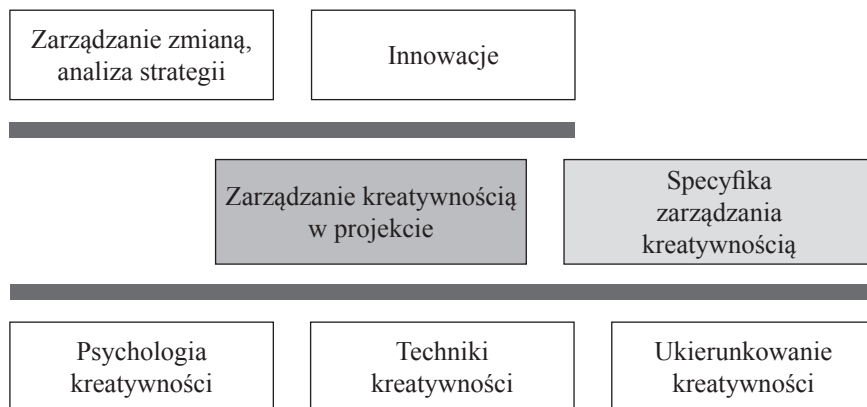 Zarządzanie zmianą,
analiza strategii
Innowacje
Zarządzanie kreatywnością
w projekcie
Specyfika
zarządzania
kreatywnością
Psychologia
kreatywności
Techniki
kreatywności
Ukierunkowanie
kreatywności